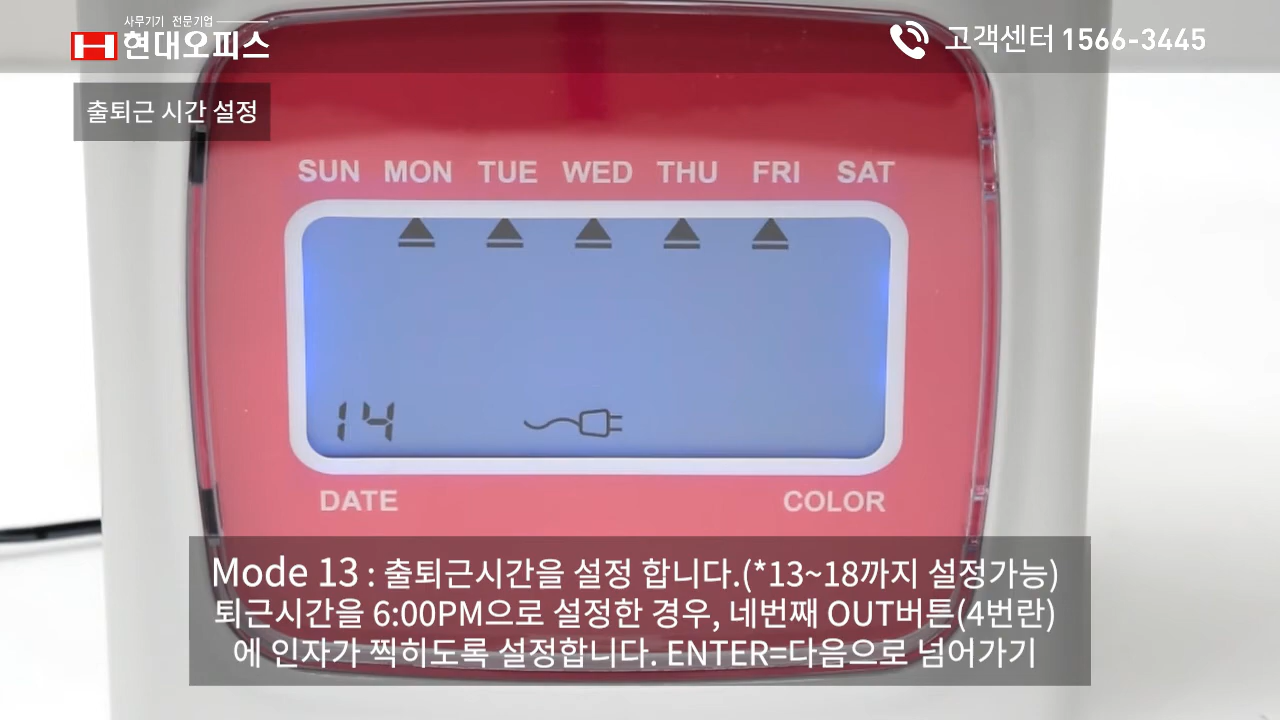 사무기기 전문기업
현대오피스
고객센터 1566-3445
출퇴근 시간 설정
SUN MON TUE WED THU FRI SAT
14
DATE COLOR
Mode 13 : 출퇴근시간을 설정 합니다.(*13~18까지 설정가능)
퇴근시간을 6:00PM으로 설정한 경우, 네번째 OUT버튼(4번란)
에 인자가 찍히도록 설정합니다. ENTER=다음으로 넘어가기